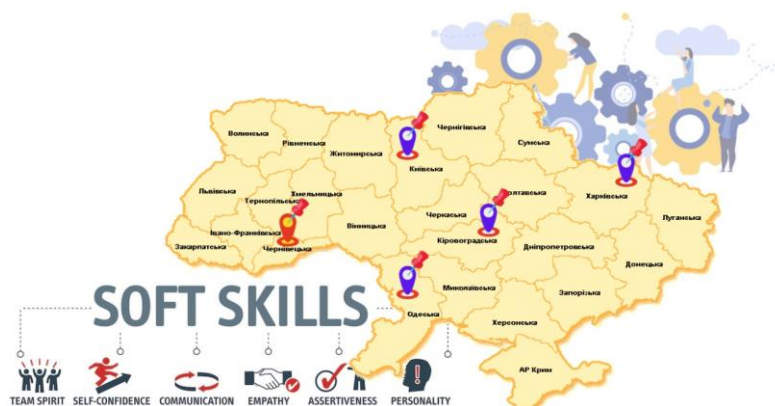 Чернігівська
Сумська
Волинська
Рівненська
Житомирська
Київська
Львівська
Хмельницька
Тернопільська
Полтавська
Харківська
Луганська
Черкаська
Вінницька
Івано-Франківська
Закарпатська
Чернівецька
Кіровоградська
Дніпропетровська
Донецька
Миколаївська
Запорізька
Одеська
Херсонська
АР Крим
SOFT SKILLS
TEAM SPIRIT SELF-CONFIDENCE COMMUNICATION EMPATHY ASSERTIVENESS PERSONALITY